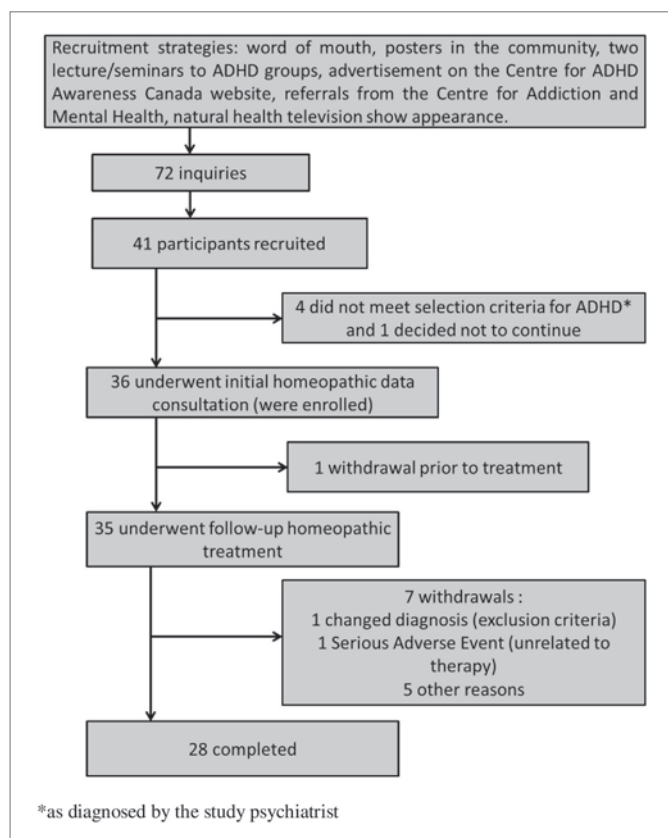 Recruitment strategies: word of mouth, posters in the community, two
lecture/seminars to ADHD groups, advertisement on the Centre for ADHD
Awareness Canada website, referrals from the Centre for Addiction and
Mental Health, natural health television show appearance.
72 inquiries
41 participants recruited
4 did not meet selection criteria for ADHD*
and 1 decided not to continue
36 underwent initial homeopathic data
consultation (were enrolled)
1 withdrawal prior to treatment
35 underwent follow-up homeopathic
treatment
7 withdrawals :
1 changed diagnosis (exclusion criteria)
1 Serious Adverse Event (unrelated to
therapy)
5 other reasons
28 completed
*as diagnosed by the study psychiatrist